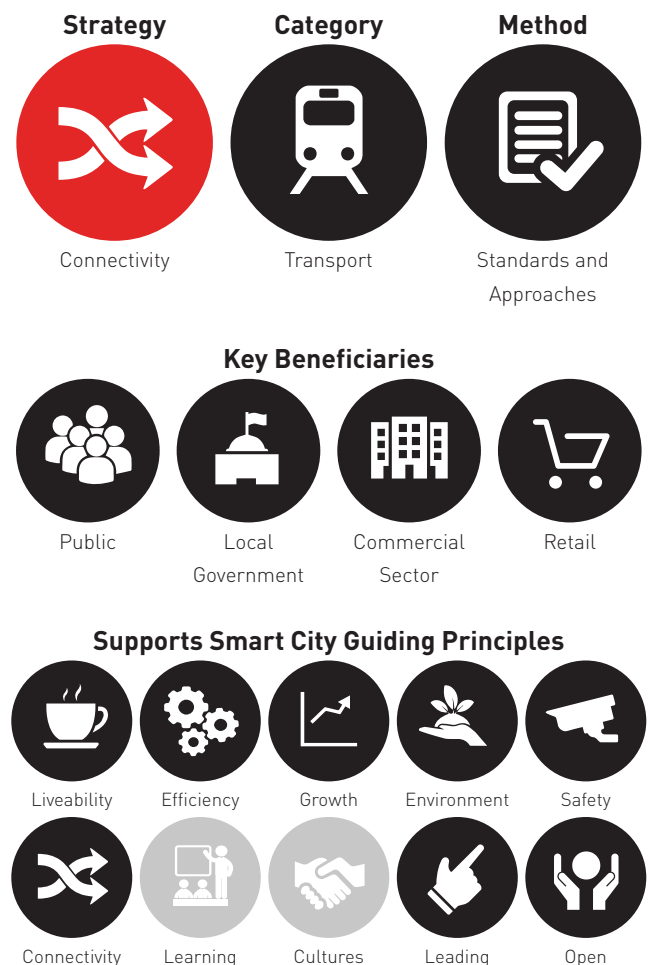 Strategy Category Method
Connectivity Transport Standards and
Approaches
Key Beneficiaries
Public Local Commercial Retail
Government Sector
Supports Smart City Guiding Principles
Liveability Efficiency Growth Environment Safety
Connectivity Learning Cultures Leading Open